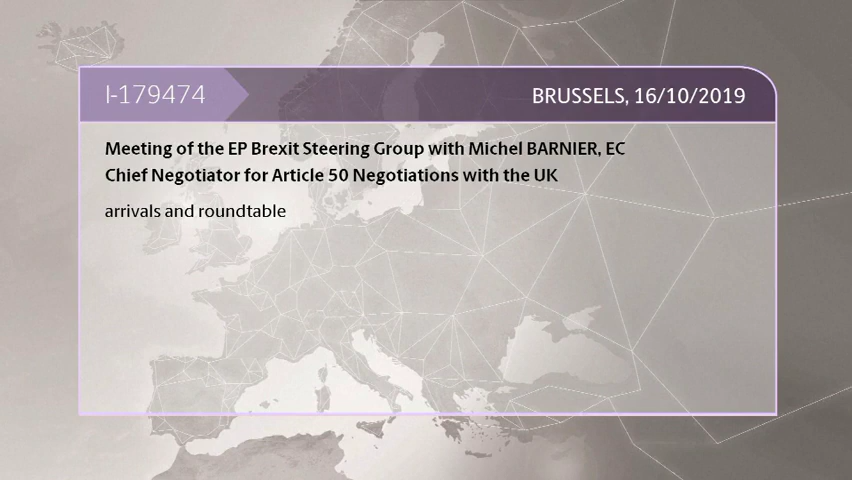 I-179474
BRUSSELS, 16/10/2019
Meeting of the EP Brexit Steering Group with Michel BARNIER, EC
Chief Negotiator for Article 50 Negotiations with the UK
arrivals and roundtable